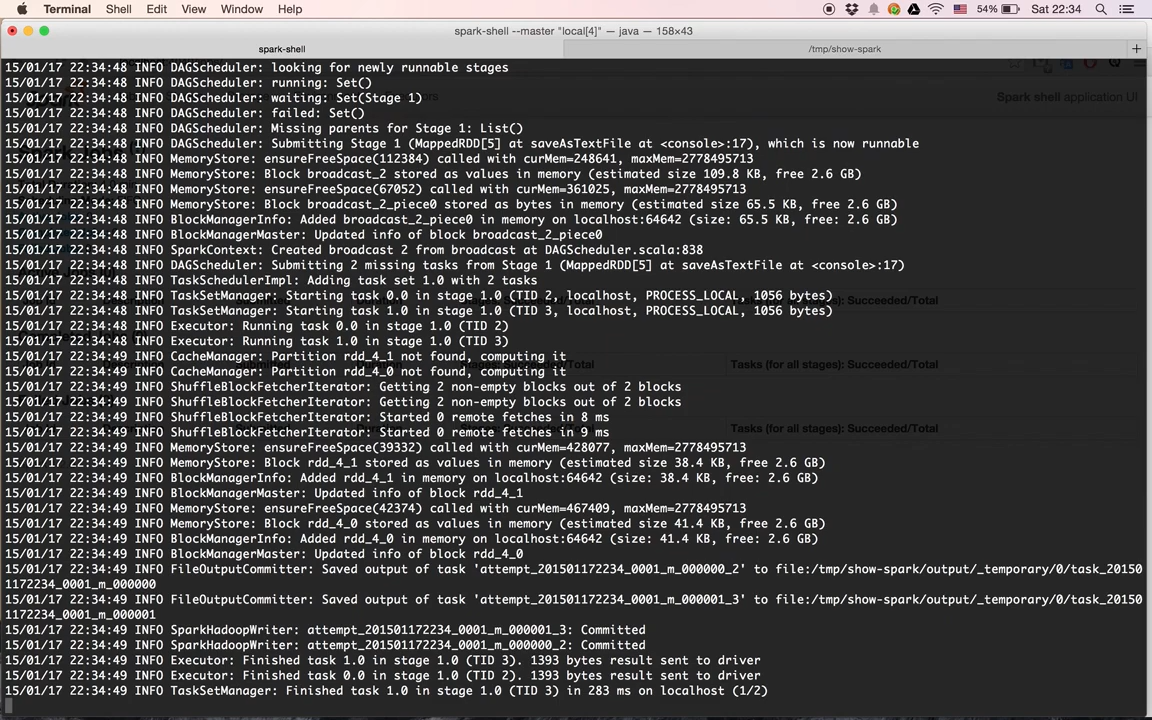 Terminal Shell Edit View Window Help 54% Sat 22:34
spark-shell --master "local[4]" — java — 158×43
spark-shell /tmp/show-spark +
15/01/17 22:34:48 INFO DAGScheduler: looking for newly runnable stages
15/01/17 22:34:48 INFO DAGScheduler: running: Set()
15/01/17 22:34:48 INFO DAGScheduler: waiting: Set(Stage 1)
Spark shell application UI
15/01/17 22:34:48 INFO DAGScheduler: failed: Set()
15/01/17 22:34:48 INFO DAGScheduler: Missing parents for Stage 1: List()
15/01/17 22:34:48 INFO DAGScheduler: Submitting Stage 1 (MappedRDD[5] at saveAsTextFile at <console>:17), which is now runnable
15/01/17 22:34:48 INFO MemoryStore: ensureFreeSpace(112384) called with curMem=248641, maxMem=2778495713
15/01/17 22:34:48 INFO MemoryStore: Block broadcast_2 stored as values in memory (estimated size 109.8 KB, free 2.6 GB)
15/01/17 22:34:48 INFO MemoryStore: ensureFreeSpace(67052) called with curMem=361025, maxMem=2778495713
15/01/17 22:34:48 INFO MemoryStore: Block broadcast_2_piece0 stored as bytes in memory (estimated size 65.5 KB, free 2.6 GB)
15/01/17 22:34:48 INFO BlockManagerInfo: Added broadcast_2_piece0 in memory on localhost:64642 (size: 65.5 KB, free: 2.6 GB)
15/01/17 22:34:48 INFO BlockManagerMaster: Updated info of block broadcast_2_piece0
15/01/17 22:34:48 INFO SparkContext: Created broadcast 2 from broadcast at DAGScheduler.scala:838
15/01/17 22:34:48 INFO DAGScheduler: Submitting 2 missing tasks from Stage 1 (MappedRDD[5] at saveAsTextFile at <console>:17)
15/01/17 22:34:48 INFO TaskSchedulerImpl: Adding task set 1.0 with 2 tasks
15/01/17 22:34:48 INFO TaskSetManager: Starting task 0.0 in stage 1.0 (TID 2, localhost, PROCESS_LOCAL, 1056 bytes)
15/01/17 22:34:48 INFO TaskSetManager: Starting task 1.0 in stage 1.0 (TID 3, localhost, PROCESS_LOCAL, 1056 bytes)
15/01/17 22:34:48 INFO Executor: Running task 0.0 in stage 1.0 (TID 2)
15/01/17 22:34:48 INFO Executor: Running task 1.0 in stage 1.0 (TID 3)
15/01/17 22:34:48 INFO CacheManager: Partition rdd_4_1 not found, computing it
Tasks (for all stages): Succeeded/Total
15/01/17 22:34:48 INFO CacheManager: Partition rdd_4_0 not found, computing it
15/01/17 22:34:48 INFO ShuffleBlockFetcherIterator: Getting 2 non-empty blocks out of 2 blocks
15/01/17 22:34:48 INFO ShuffleBlockFetcherIterator: Getting 2 non-empty blocks out of 2 blocks
15/01/17 22:34:48 INFO ShuffleBlockFetcherIterator: Started 0 remote fetches in 8 ms
Tasks (for all stages): Succeeded/Total
15/01/17 22:34:48 INFO ShuffleBlockFetcherIterator: Started 0 remote fetches in 9 ms
15/01/17 22:34:49 INFO MemoryStore: ensureFreeSpace(39332) called with curMem=428077, maxMem=2778495713
15/01/17 22:34:49 INFO MemoryStore: Block rdd_4_1 stored as values in memory (estimated size 38.4 KB, free 2.6 GB)
15/01/17 22:34:49 INFO BlockManagerInfo: Added rdd_4_1 in memory on localhost:64642 (size: 38.4 KB, free: 2.6 GB)
15/01/17 22:34:49 INFO BlockManagerMaster: Updated info of block rdd_4_1
15/01/17 22:34:49 INFO MemoryStore: ensureFreeSpace(42374) called with curMem=467409, maxMem=2778495713
15/01/17 22:34:49 INFO MemoryStore: Block rdd_4_0 stored as values in memory (estimated size 41.4 KB, free 2.6 GB)
15/01/17 22:34:49 INFO BlockManagerInfo: Added rdd_4_0 in memory on localhost:64642 (size: 41.4 KB, free: 2.6 GB)
15/01/17 22:34:49 INFO BlockManagerMaster: Updated info of block rdd_4_0
15/01/17 22:34:49 INFO FileOutputCommitter: Saved output of task 'attempt_201501172234_0001_m_000000_2' to file:/tmp/show-spark/output/_temporary/0/task_20150
1172234_0001_m_000000
15/01/17 22:34:49 INFO FileOutputCommitter: Saved output of task 'attempt_201501172234_0001_m_000001_3' to file:/tmp/show-spark/output/_temporary/0/task_20150
1172234_0001_m_000001
15/01/17 22:34:49 INFO SparkHadoopWriter: attempt_201501172234_0001_m_000001_3: Committed
15/01/17 22:34:49 INFO SparkHadoopWriter: attempt_201501172234_0001_m_000000_2: Committed
15/01/17 22:34:49 INFO Executor: Finished task 1.0 in stage 1.0 (TID 3). 1393 bytes result sent to driver
15/01/17 22:34:49 INFO Executor: Finished task 0.0 in stage 1.0 (TID 2). 1393 bytes result sent to driver
15/01/17 22:34:49 INFO TaskSetManager: Finished task 1.0 in stage 1.0 (TID 3) in 283 ms on localhost (1/2)